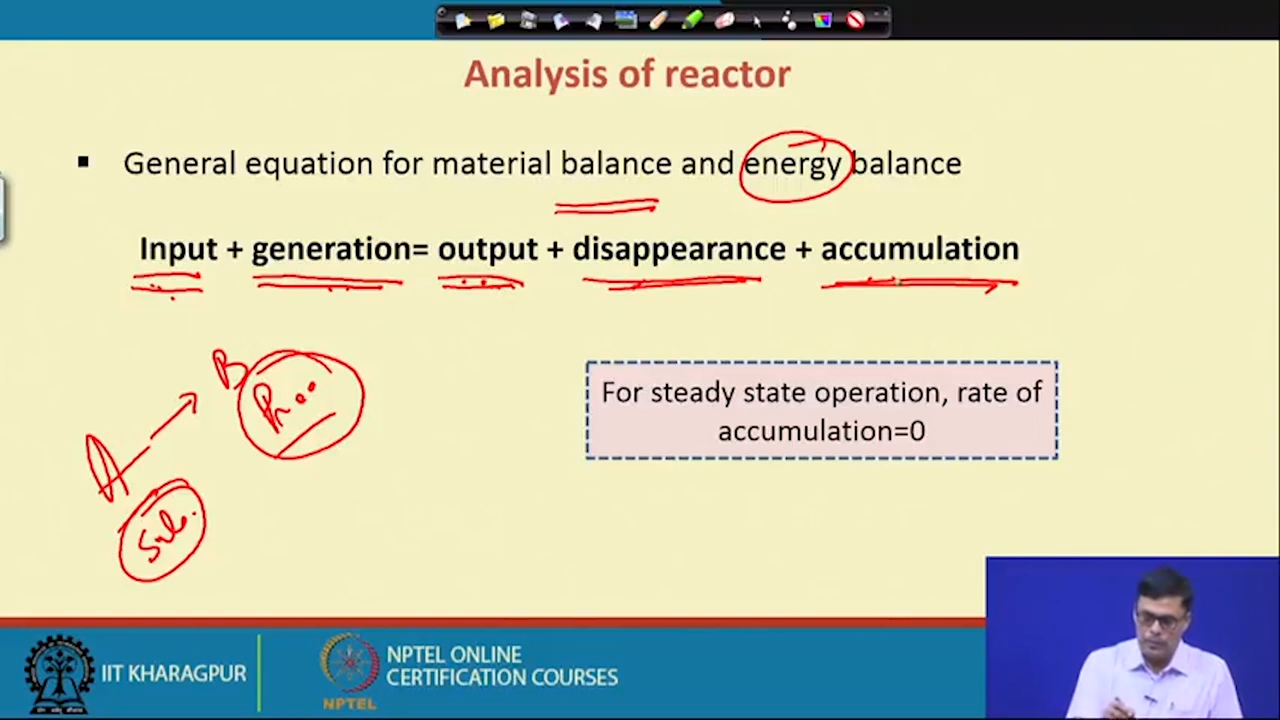 Analysis of reactor
General equation for material balance and energy balance
Input + generation= output + disappearance + accumulation
B
A
For steady state operation, rate of
accumulation=0
IIT KHARAGPUR
NPTEL
NPTEL ONLINE
CERTIFICATION COURSES